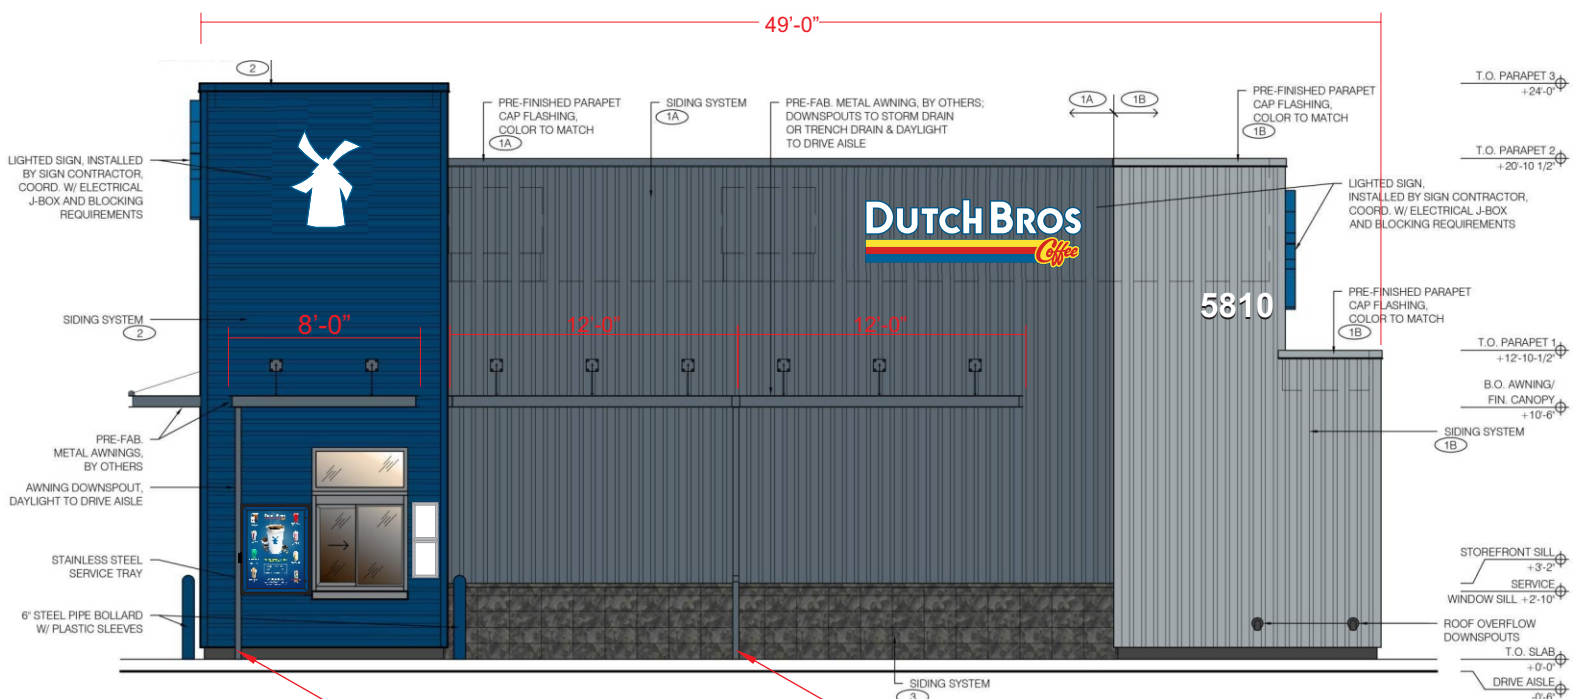 49'-0"
2
T.O. PARAPET 3
+24'-0"
PRE-FINISHED PARAPET
CAP FLASHING,
COLOR TO MATCH
1A
SIDING SYSTEM
1A
PRE-FAB. METAL AWNING, BY OTHERS;
DOWNSPOUTS TO STORM DRAIN
OR TRENCH DRAIN & DAYLIGHT
TO DRIVE AISLE
1A
1B
PRE-FINISHED PARAPET
CAP FLASHING,
COLOR TO MATCH
1B
T.O. PARAPET 2
+20'-10 1/2"
LIGHTED SIGN, INSTALLED
BY SIGN CONTRACTOR,
COORD. W/ ELECTRICAL
J-BOX AND BLOCKING
REQUIREMENTS
LIGHTED SIGN,
INSTALLED BY SIGN CONTRACTOR,
COORD. W/ ELECTRICAL J-BOX
AND BLOCKING REQUIREMENTS
DUTCH BROS
Coffee
5810
PRE-FINISHED PARAPET
CAP FLASHING,
COLOR TO MATCH
1B
SIDING SYSTEM
2
8'-0"
12'-0"
12'-0"
T.O. PARAPET 1
+12'-10-1/2"
B.O. AWNING/
FIN. CANOPY
+10'-6"
SIDING SYSTEM
1B
PRE-FAB.
METAL AWNINGS,
BY OTHERS
AWNING DOWNSPOUT,
DAYLIGHT TO DRIVE AISLE
STAINLESS STEEL
SERVICE TRAY
6" STEEL PIPE BOLLARD
W/ PLASTIC SLEEVES
STOREFRONT SILL
+3'-2"
SERVICE
WINDOW SILL +2'-10"
ROOF OVERFLOW
DOWNSPOUTS
T.O. SLAB
+0'-0"
DRIVE AISLE
-0'-6"
SIDING SYSTEM
3